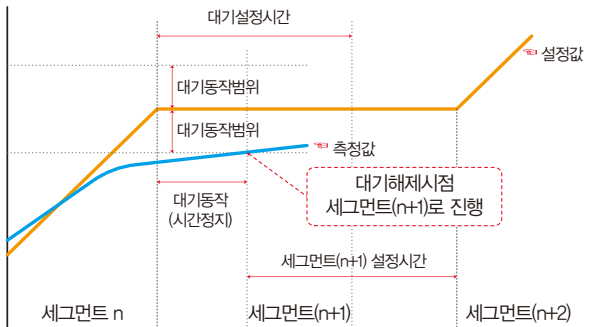 대기설정시간
☜ 설정값
대기동작범위
대기동작범위
☜ 측정값
대기해제시점
세그먼트(n+1)로 진행
대기동작
(시간정지)
세그먼트(n+1) 설정시간
세그먼트 n
세그먼트(n+1)
세그먼트(n+2)